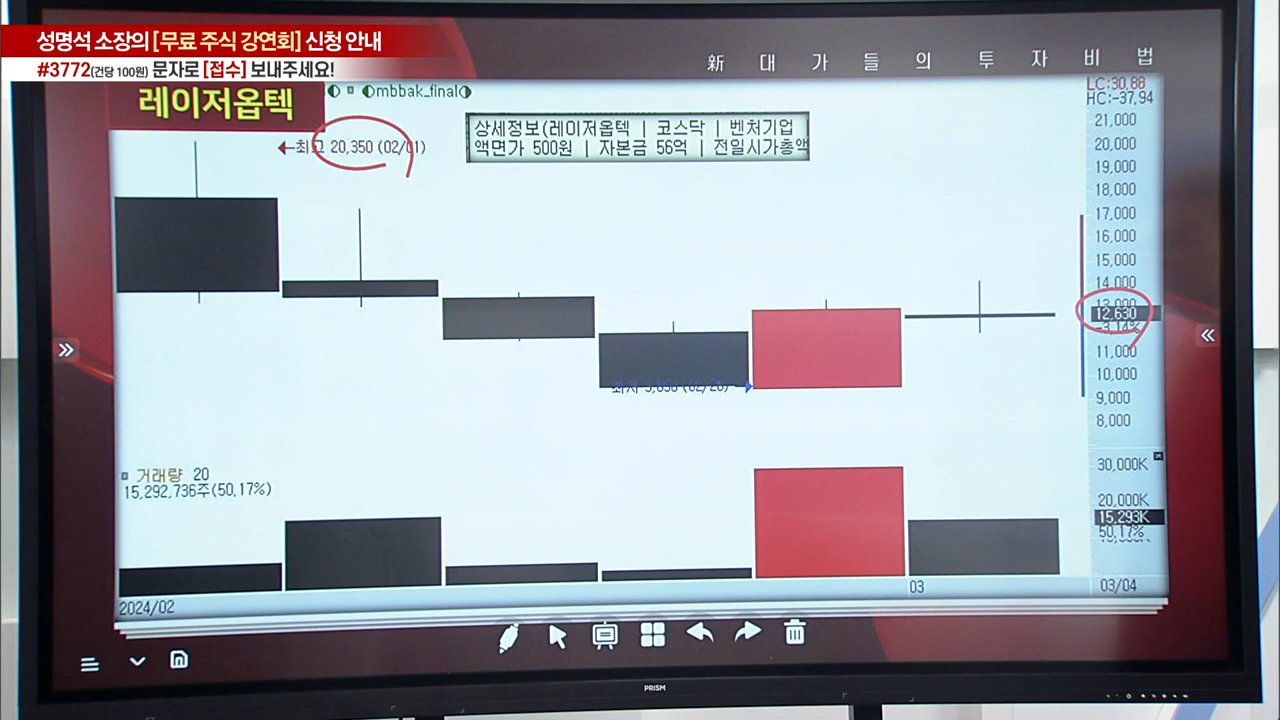 성명석 소장의 [무료 주식 강연회] 신청 안내
#3772(건당 100원) 문자로 [접수] 보내주세요!
新 대 가 들 의 투 자 비 법
레이저옵텍
mbbak_final
LC:30,88
HC:-37,94
최고 20,350 (02/01)
상세정보(레이저옵텍 | 코스닥 | 벤처기업
액면가 500원 | 자본금 56억 | 전일시가총액
21,000
20,000
19,000
18,000
17,000
16,000
15,000
14,000
13,000
12,630
-3,14%
11,000
10,000
9,000
8,000
거래량 20
15,292,736주(50,17%)
30,000K
20,000K
15,293K
50,17%
2024/02
03
03/04
PRISM